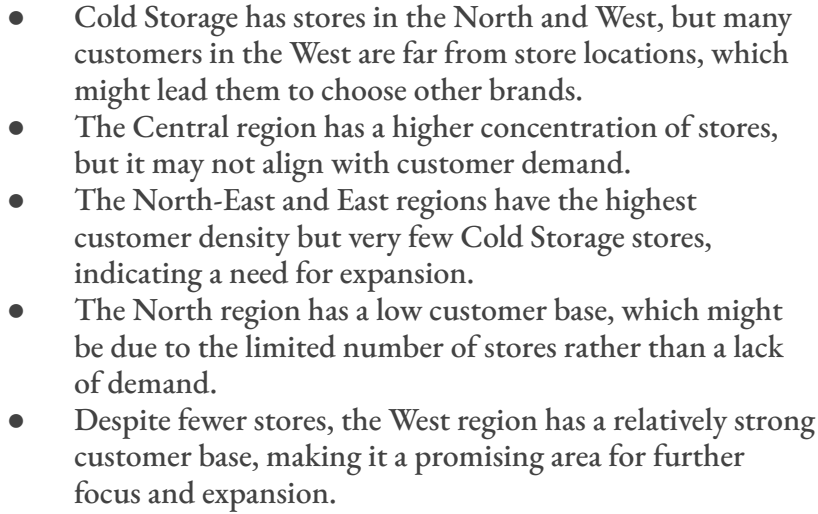 ● Cold Storage has stores in the North and West, but many
customers in the West are far from store locations, which
might lead them to choose other brands.
● The Central region has a higher concentration of stores,
but it may not align with customer demand.
● The North-East and East regions have the highest
customer density but very few Cold Storage stores,
indicating a need for expansion.
● The North region has a low customer base, which might
be due to the limited number of stores rather than a lack
of demand.
● Despite fewer stores, the West region has a relatively strong
customer base, making it a promising area for further
focus and expansion.